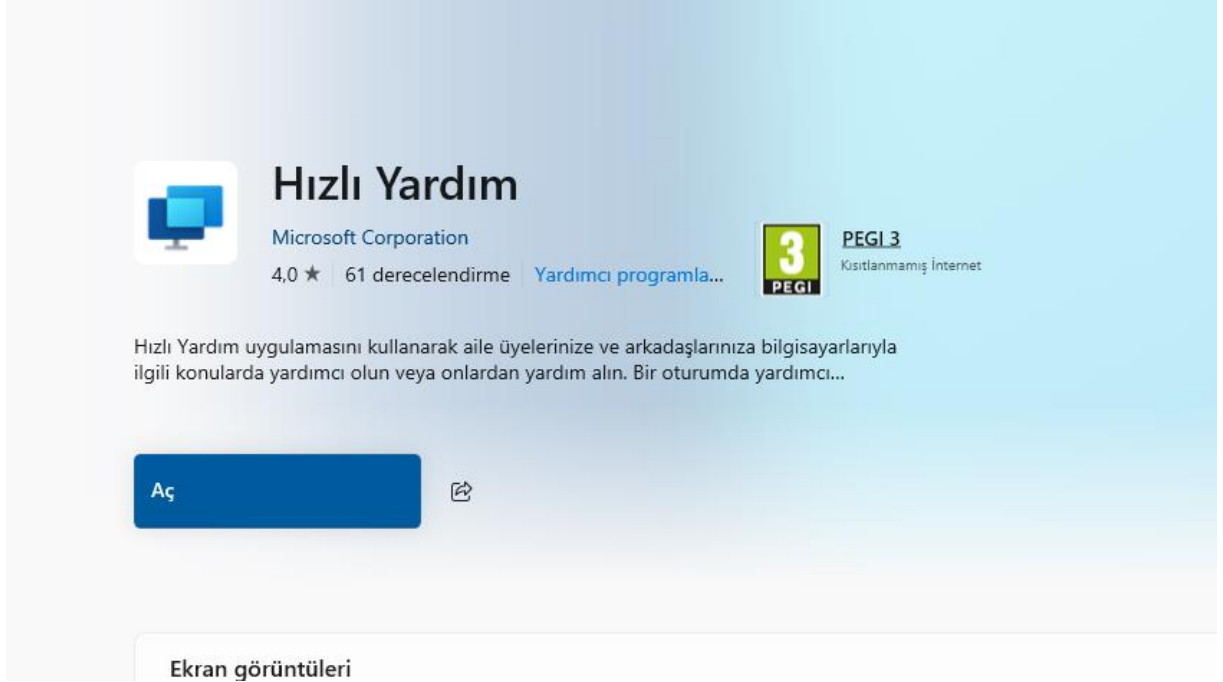 Hızlı Yardım
Microsoft Corporation
4,0 ★ 61 derecelendirme Yardımcı programla...
3
PEGI
PEGI 3
Kısıtlanmamış İnternet
Hızlı Yardım uygulamasını kullanarak aile üyelerinize ve arkadaşlarınıza bilgisayarlarıyla
ilgili konularda yardımcı olun veya onlardan yardım alın. Bir oturumda yardımcı...
Aç
Ekran görüntüleri